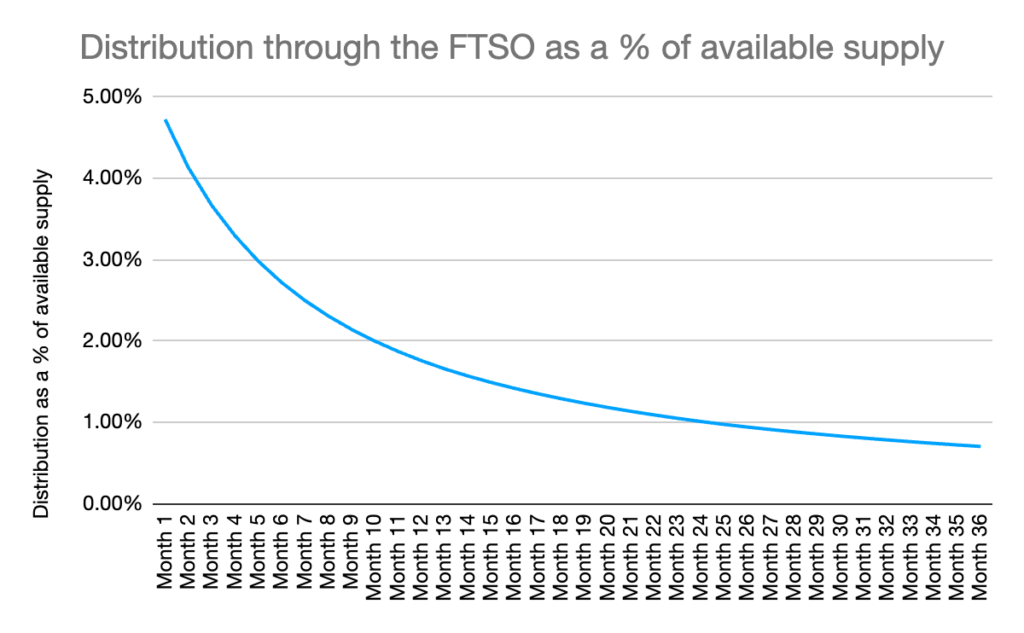 Distribution through the FTSO as a % of available supply
5.00%
4.00%
3.00%
2.00%
1.00%
0.00%
Distribution as a % of available supply
Month 1
Month 2
Month 3
Month 4
Month 5
Month 6
Month 7
Month 8
Month 9
Month 10
Month 11
Month 12
Month 13
Month 14
Month 15
Month 16
Month 17
Month 18
Month 19
Month 20
Month 21
Month 22
Month 23
Month 24
Month 25
Month 26
Month 27
Month 28
Month 29
Month 30
Month 31
Month 32
Month 33
Month 34
Month 35
Month 36